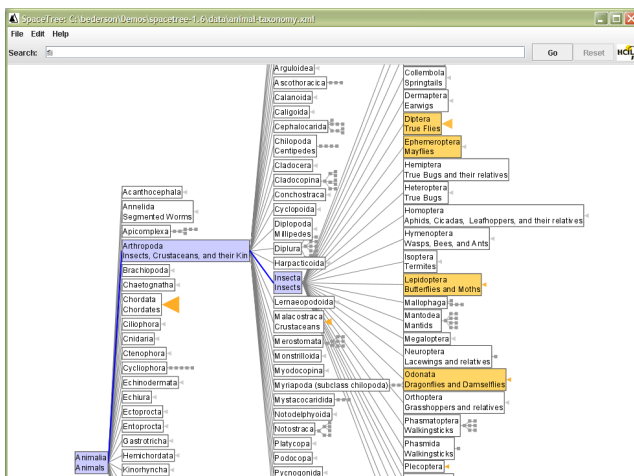 SpaceTree: C:\bederson\Demos\spacetree-1.6\data\animal-taxonomy.xml
File Edit Help
Search: fli Go Reset HCIL
Acanthocephala
Annelida
Segmented Worms
Apicomplexa
Arthropoda
Insects, Crustaceans, and their Kin
Brachiopoda
Chaetognatha
Chordata
Chordates
Ciliophora
Cnidaria
Ctenophora
Cycliophora
Echinodermata
Echiura
Ectoprocta
Entoprocta
Gastrotricha
Animalia
Animals
Hemichordata
Kinorhyncha
Arguloidea
Ascothoracica
Calanoida
Caligoida
Cephalocarida
Chilopoda
Centipedes
Cladocera
Cladocopina
Conchostraca
Cyclopoida
Diplopoda
Millipedes
Diplura
Harpacticoida
Insecta
Insects
Lernaeopodoida
Malacostraca
Crustaceans
Merostomata
Monstrilloida
Myodocopina
Myriapoda (subclass chilopoda)
Mystacocaridida
Notodelphyoida
Notostraca
Platycopa
Podocopa
Pycnogonida
Collembola
Springtails
Dermaptera
Earwigs
Diptera
True Flies
Ephemeroptera
Mayflies
Hemiptera
True Bugs and their relatives
Heteroptera
True Bugs
Homoptera
Aphids, Cicadas, Leafhoppers, and their relatives
Hymenoptera
Wasps, Bees, and Ants
Isoptera
Termites
Lepidoptera
Butterflies and Moths
Mallophaga
Mantodea
Mantids
Megaloptera
Neuroptera
Lacewings and relatives
Odonata
Dragonflies and Damselflies
Orthoptera
Grasshoppers and relatives
Phasmatoptera
Walkingsticks
Phasmida
Walkingsticks
Plecoptera